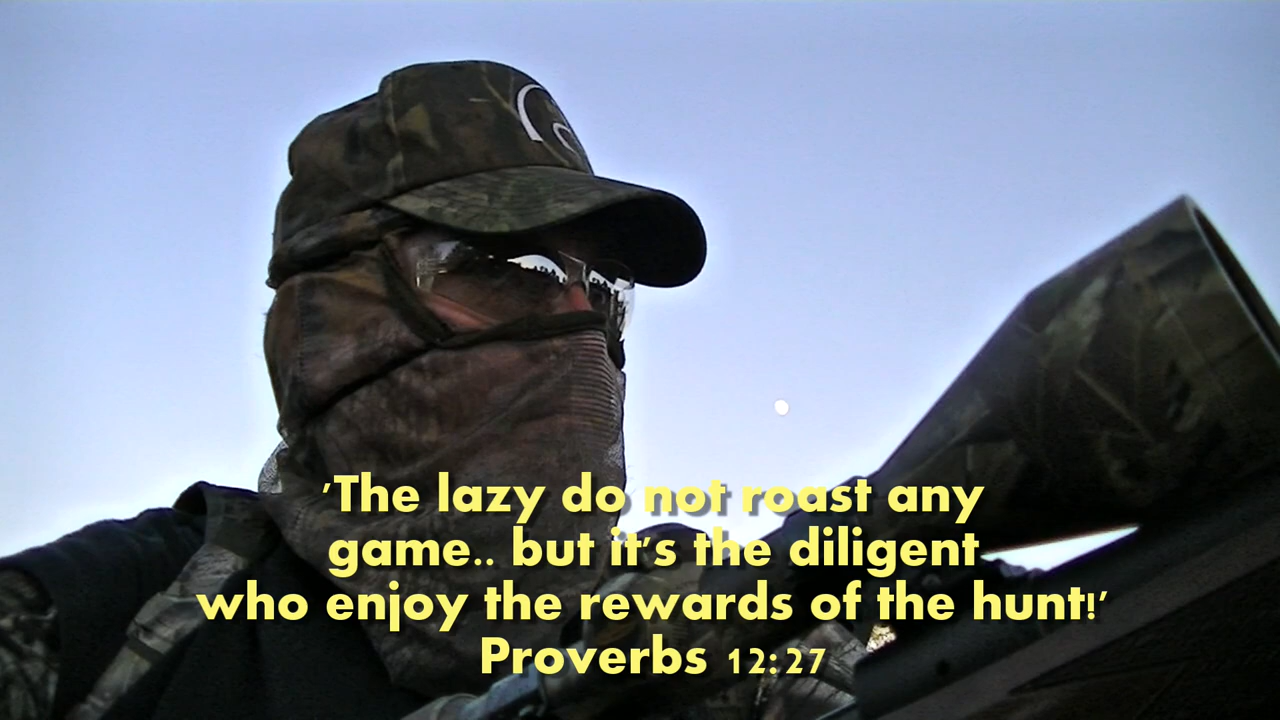 'The lazy do not roast any
game.. but it's the diligent
who enjoy the rewards of the hunt!'
Proverbs 12:27